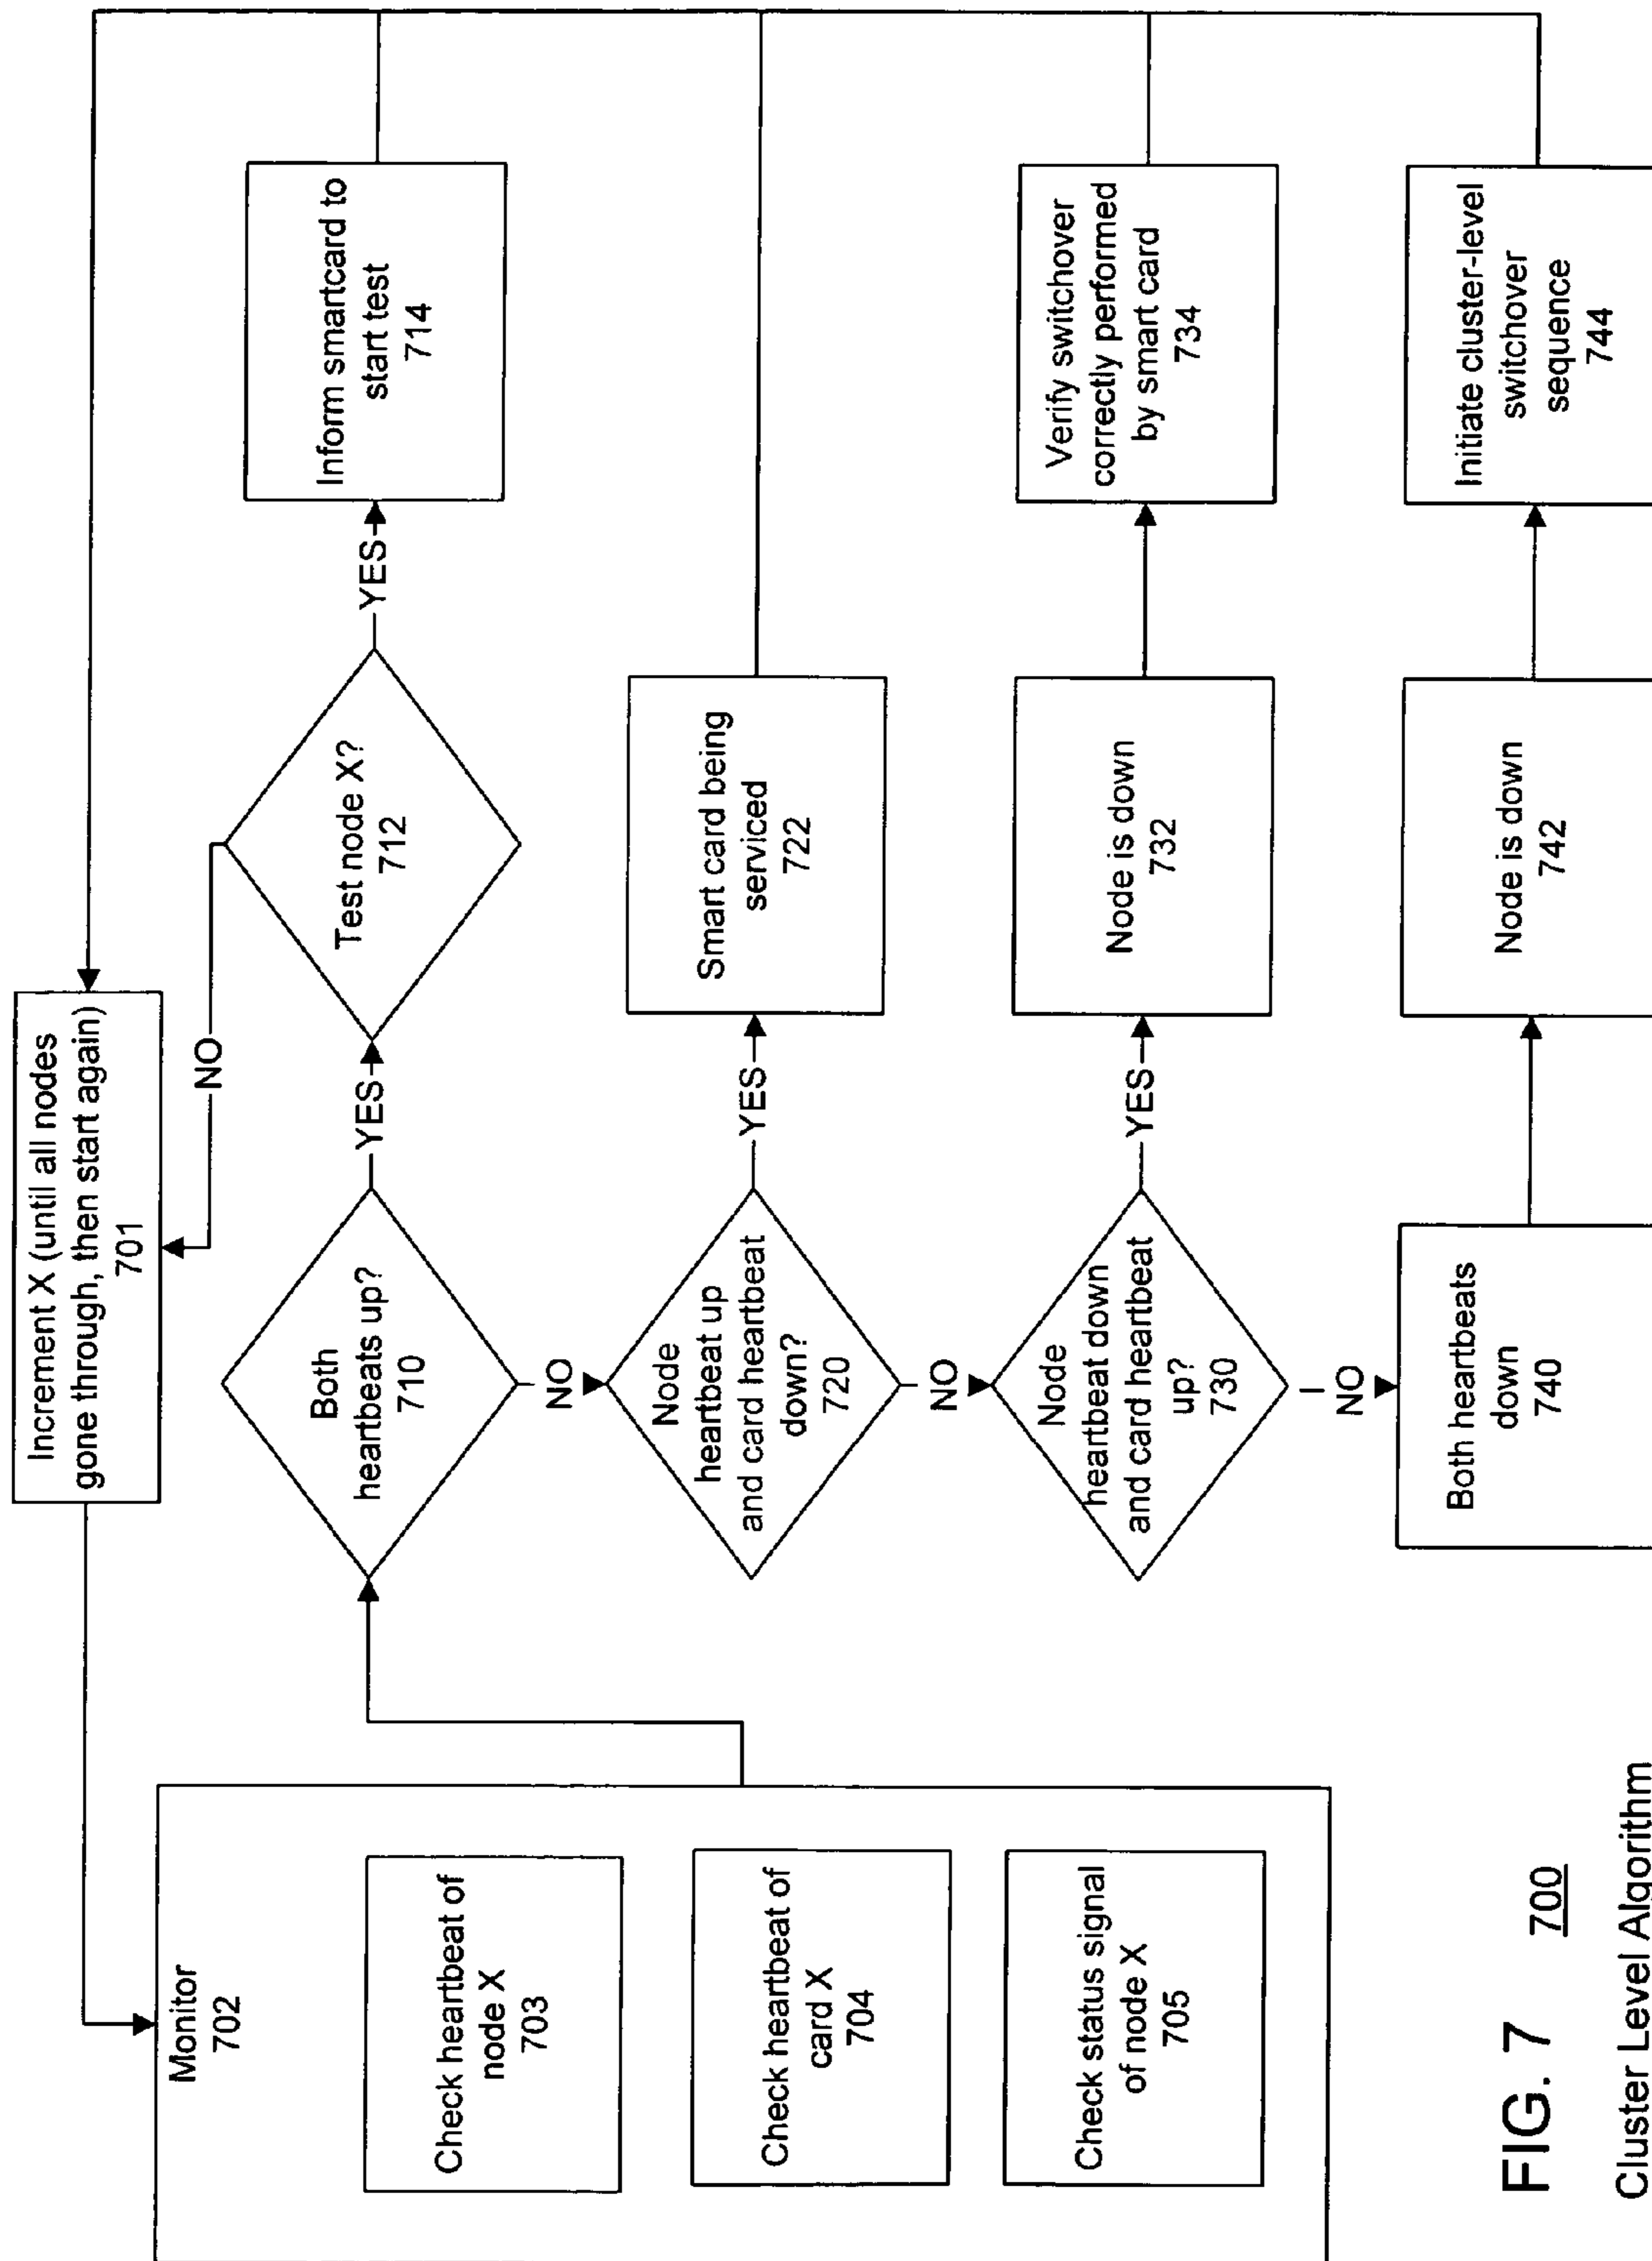 Increment X (until all nodes
gone through, then start again)
701
Monitor
702
Check heartbeat of
node X
703
Check heartbeat of
card X
704
Check status signal
of node X
705
Both
heartbeats up?
710
YES
Test node X?
712
NO
YES
Inform smartcard to
start test
714
NO
Node
heartbeat up
and card heartbeat
down?
720
YES
Smart card being
serviced
722
NO
Node
heartbeat down
and card heartbeat
up?
730
YES
Node is down
732
Verify switchover
correctly performed
by smart card
734
NO
Both heartbeats
down
740
Node is down
742
Initiate cluster-level
switchover
sequence
744
FIG. 7 700
Cluster Level Algorithm